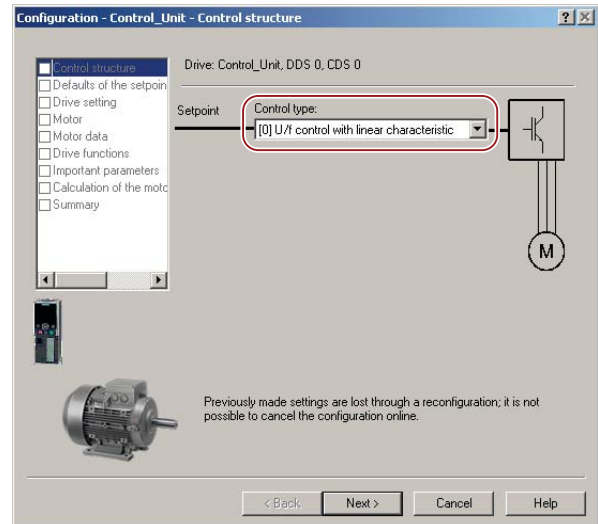 Configuration - Control_Unit - Control structure
Control structure
Defaults of the setpoin
Drive setting
Motor
Motor data
Drive functions
Important parameters
Calculation of the moto
Summary
Drive: Control_Unit, DDS 0, CDS 0
Setpoint
Control type:
[0] U/f control with linear characteristic
M
Previously made settings are lost through a reconfiguration; it is not
possible to cancel the configuration online.
< Back
Next >
Cancel
Help